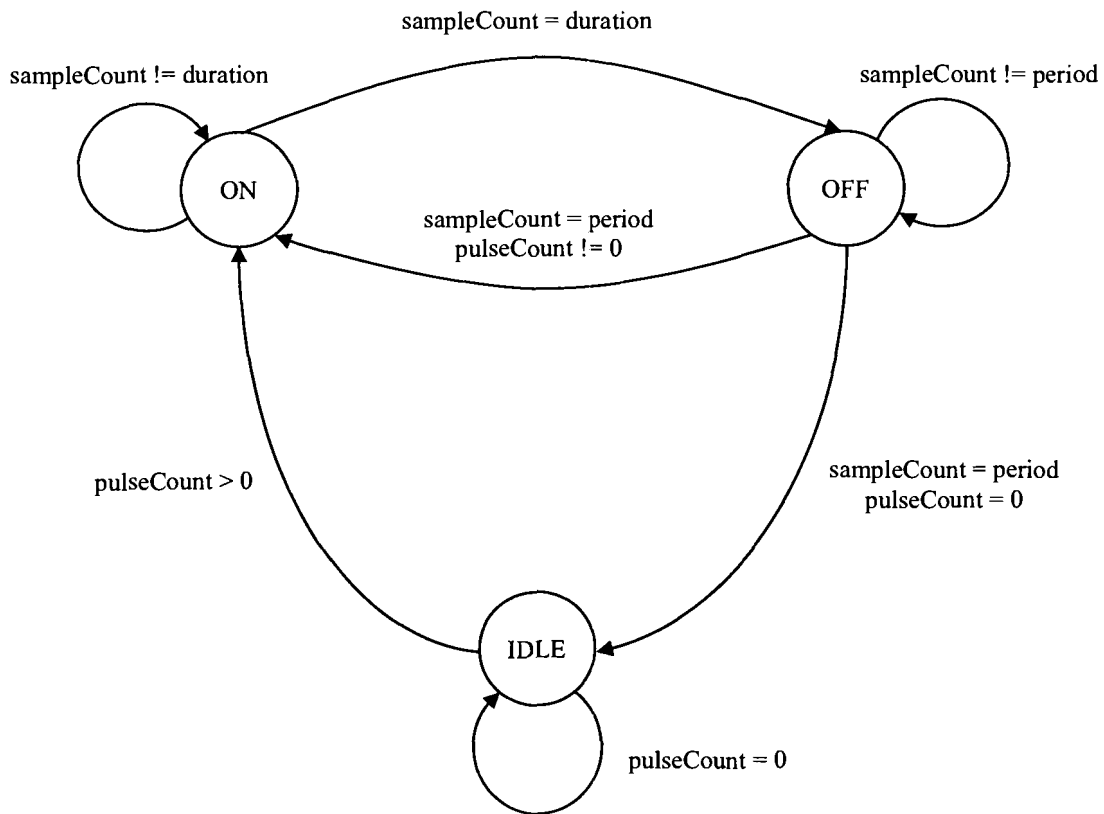 sampleCount = duration
sampleCount != duration
sampleCount != period
ON
OFF
sampleCount = period
pulseCount != 0
pulseCount > 0
sampleCount = period
pulseCount = 0
IDLE
pulseCount = 0